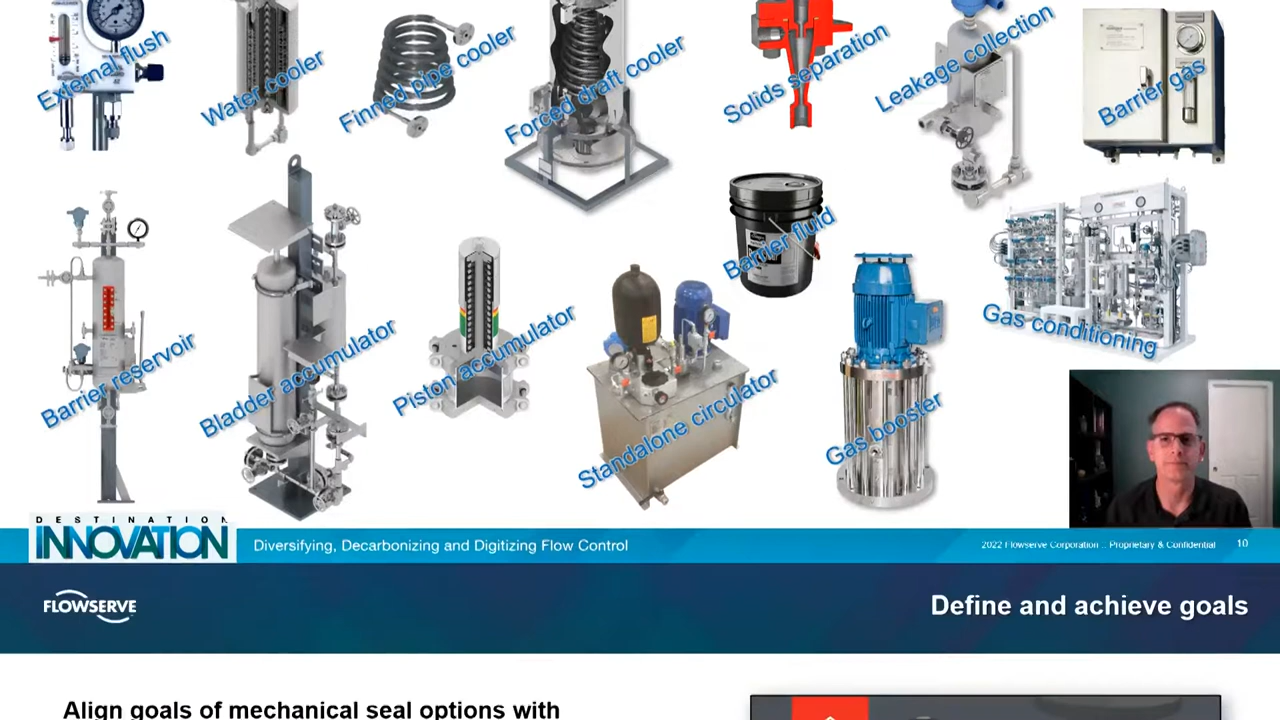 External flush
Water cooler
Finned pipe cooler
Forced draft cooler
Solids separation
Leakage collection
Barrier gas
Barrier reservoir
Bladder accumulator
Piston accumulator
Standalone circulator
Barrier fluid
Gas booster
Gas conditioning
DESTINATION
INNOVATION
Diversifying, Decarbonizing and Digitizing Flow Control
2022 Flowserve Corporation :: Proprietary & Confidential 10
FLOWSERVE
Define and achieve goals
Align goals of mechanical seal options with